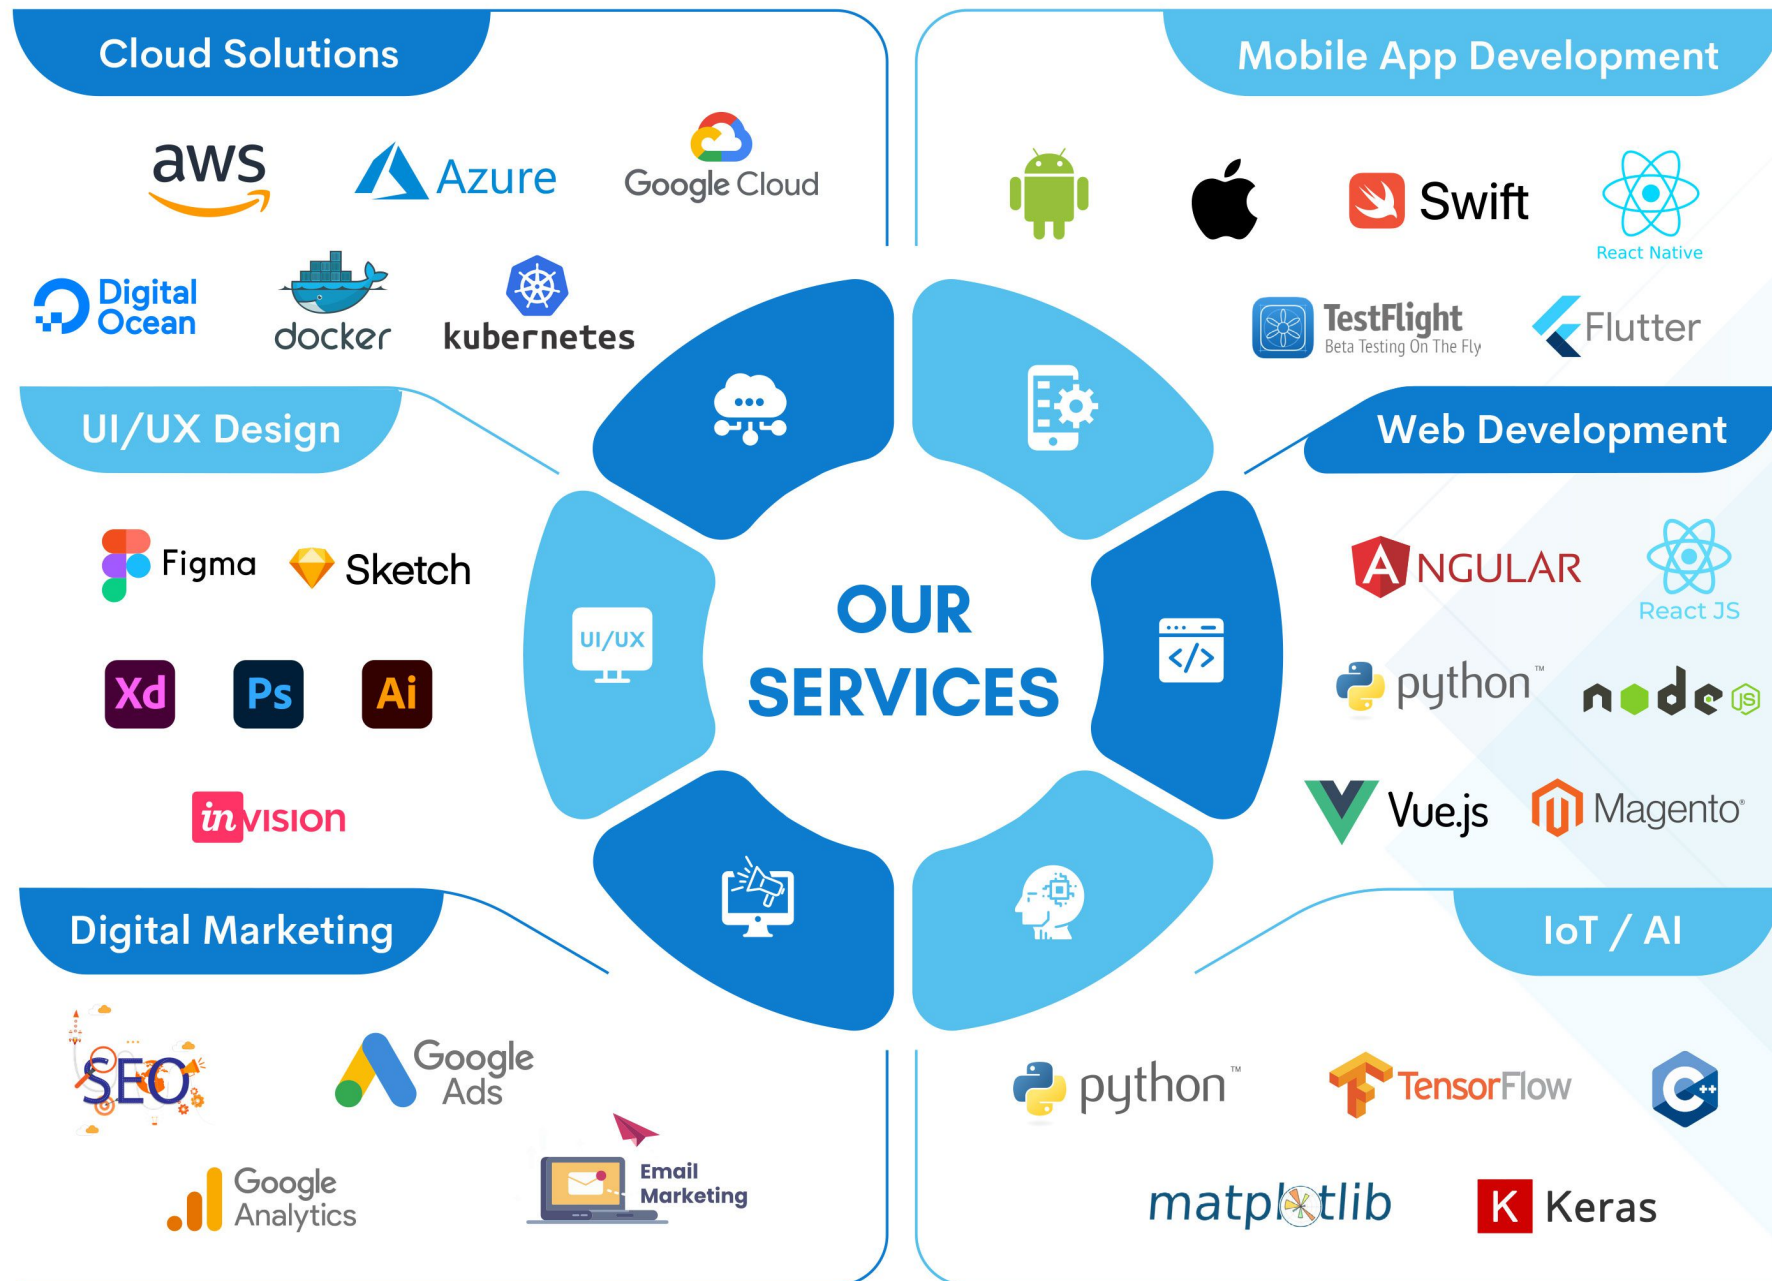 Cloud Solutions
aws
Azure
Google Cloud
Digital
Ocean
docker
kubernetes
Mobile App Development
Swift
React Native
TestFlight
Beta Testing On The Fly
Flutter
UI/UX Design
Figma
Sketch
Xd
Ps
Ai
invision
UI/UX
OUR
SERVICES
</>
Web Development
ANGULAR
React JS
python™
node JS
Vue.js
Magento®
Digital Marketing
SEO
Google
Ads
Google
Analytics
Email
Marketing
IoT / AI
python™
TensorFlow
C++
matplotlib
K Keras